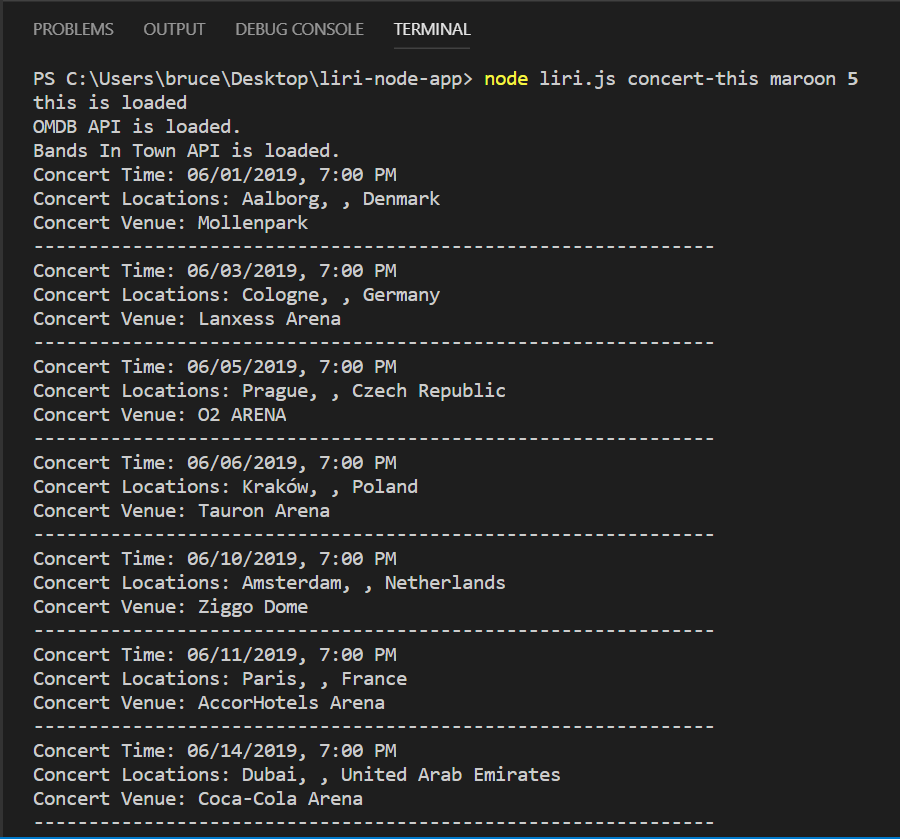 PROBLEMS OUTPUT DEBUG CONSOLE TERMINAL
PS C:\Users\bruce\Desktop\liri-node-app> node liri.js concert-this maroon 5
this is loaded
OMDB API is loaded.
Bands In Town API is loaded.
Concert Time: 06/01/2019, 7:00 PM
Concert Locations: Aalborg, , Denmark
Concert Venue: Mollenpark
--------------------------------------------------------------
Concert Time: 06/03/2019, 7:00 PM
Concert Locations: Cologne, , Germany
Concert Venue: Lanxess Arena
--------------------------------------------------------------
Concert Time: 06/05/2019, 7:00 PM
Concert Locations: Prague, , Czech Republic
Concert Venue: O2 ARENA
--------------------------------------------------------------
Concert Time: 06/06/2019, 7:00 PM
Concert Locations: Kraków, , Poland
Concert Venue: Tauron Arena
--------------------------------------------------------------
Concert Time: 06/10/2019, 7:00 PM
Concert Locations: Amsterdam, , Netherlands
Concert Venue: Ziggo Dome
--------------------------------------------------------------
Concert Time: 06/11/2019, 7:00 PM
Concert Locations: Paris, , France
Concert Venue: AccorHotels Arena
--------------------------------------------------------------
Concert Time: 06/14/2019, 7:00 PM
Concert Locations: Dubai, , United Arab Emirates
Concert Venue: Coca-Cola Arena
--------------------------------------------------------------